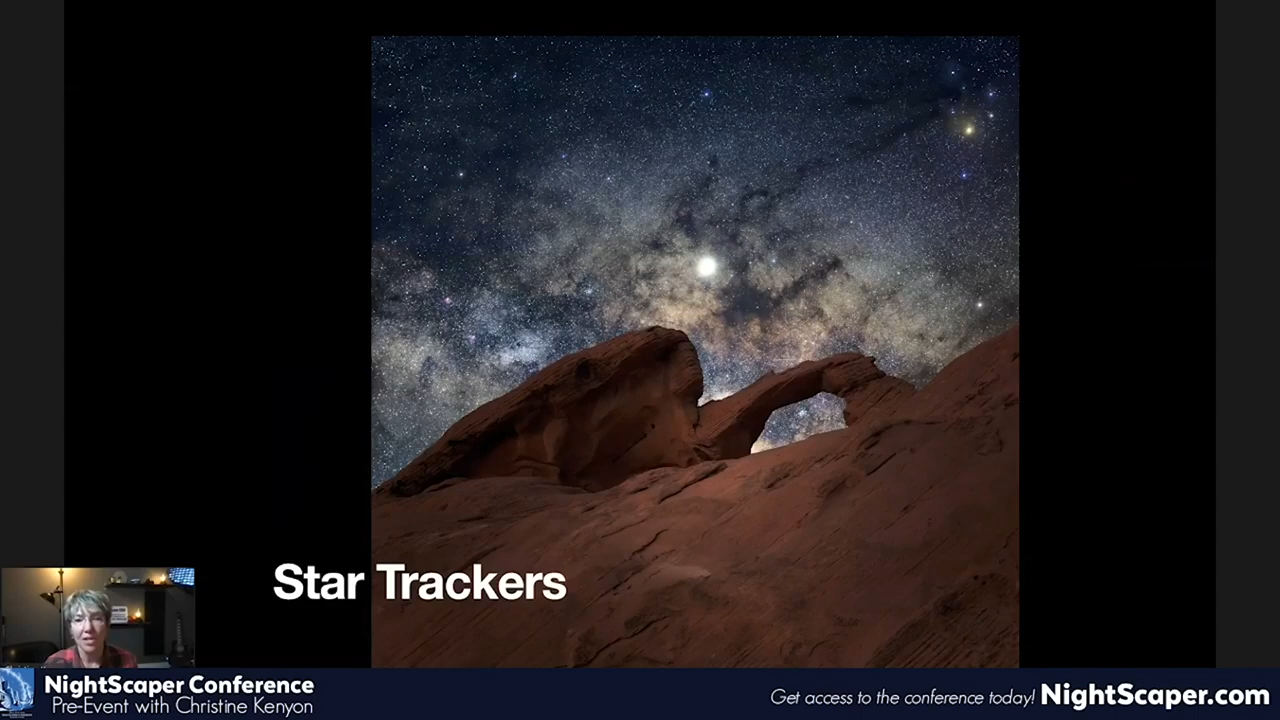 Star Trackers
NightScaper Conference
Pre-Event with Christine Kenyon
Get access to the conference today! NightScaper.com